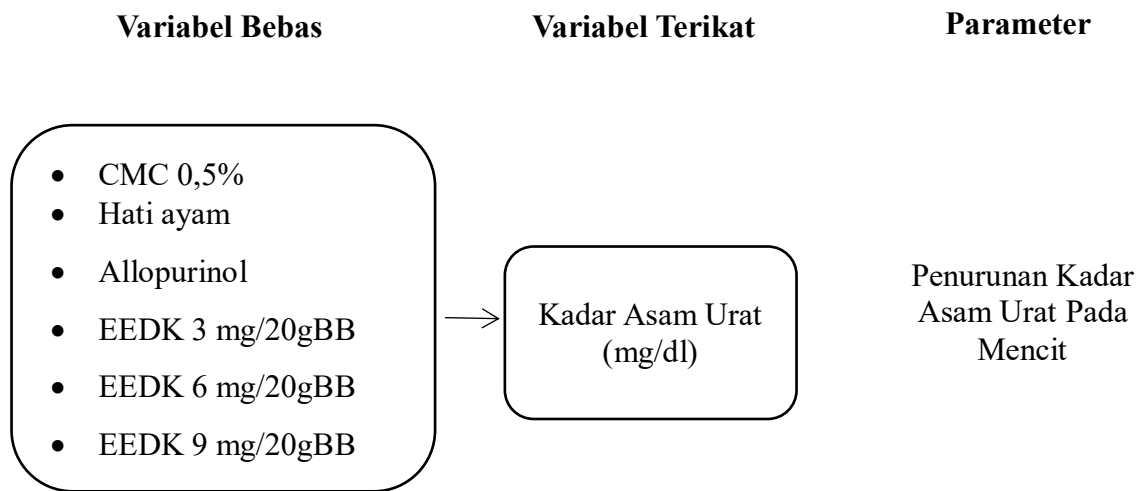 Variabel Bebas
Variabel Terikat
Parameter
• CMC 0,5%
• Hati ayam
• Allopurinol
• EEDK 3 mg/20gBB
• EEDK 6 mg/20gBB
• EEDK 9 mg/20gBB
Kadar Asam Urat
(mg/dl)
Penurunan Kadar
Asam Urat Pada
Mencit